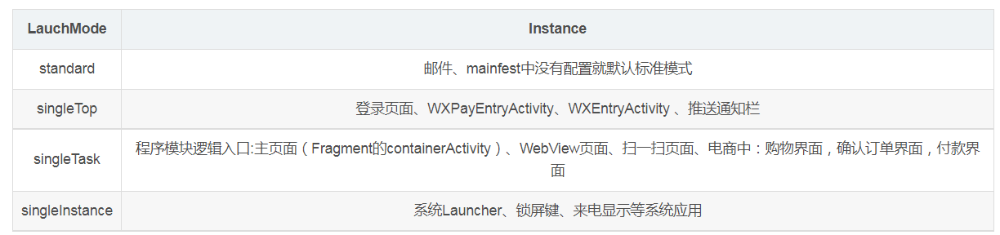 LauchMode Instance
standard 邮件、mainfest中没有配置就默认标准模式
singleTop 登录页面、WXPayEntryActivity、WXEntryActivity 、推送通知栏
singleTask 程序模块逻辑入口:主页面（Fragment的containerActivity）、WebView页面、扫一扫页面、电商中：购物界面，确认订单界面，付款界
面
singleInstance 系统Launcher、锁屏键、来电显示等系统应用